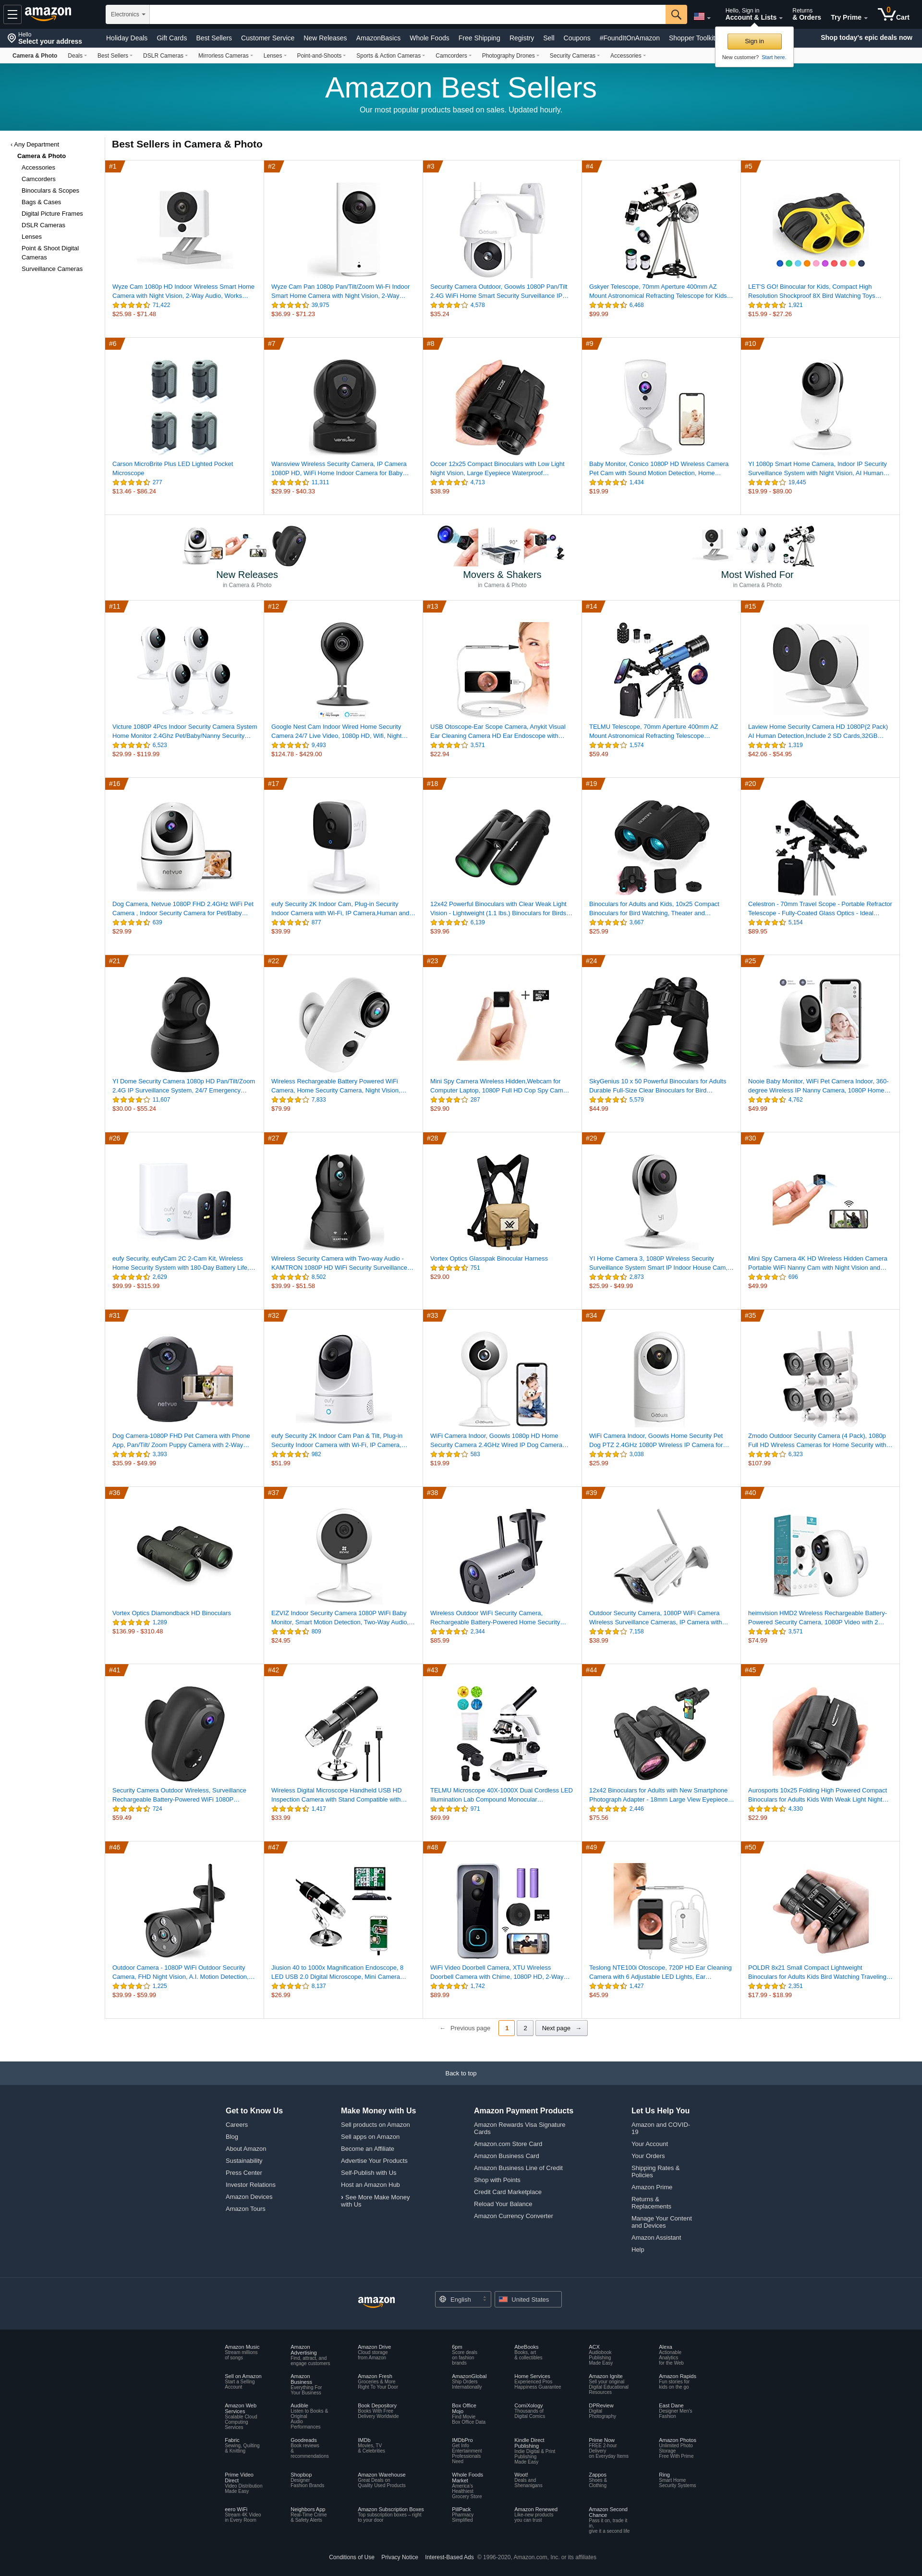 Hello
Select your address
amazon
Electronics
Hello, Sign in
Account & Lists
Returns
& Orders
Try Prime
0
Cart
Holiday Deals Gift Cards Best Sellers Customer Service New Releases AmazonBasics Whole Foods Free Shipping Registry Sell Coupons #FoundItOnAmazon Shopper Toolkit
Shop today's epic deals now
Sign in
New customer? Start here.
Camera & Photo Deals Best Sellers DSLR Cameras Mirrorless Cameras Lenses Point-and-Shoots Sports & Action Cameras Camcorders Photography Drones Security Cameras Accessories
Amazon Best Sellers
Our most popular products based on sales. Updated hourly.
‹ Any Department
Camera & Photo
Accessories
Camcorders
Binoculars & Scopes
Bags & Cases
Digital Picture Frames
DSLR Cameras
Lenses
Point & Shoot Digital
Cameras
Surveillance Cameras
Best Sellers in Camera & Photo
#1
Wyze Cam 1080p HD Indoor Wireless Smart Home
Camera with Night Vision, 2-Way Audio, Works…
71,422
$25.98 - $71.48
#2
Wyze Cam Pan 1080p Pan/Tilt/Zoom Wi-Fi Indoor
Smart Home Camera with Night Vision, 2-Way…
39,975
$36.99 - $71.23
#3
Security Camera Outdoor, Goowls 1080P Pan/Tilt
2.4G WiFi Home Smart Security Surveillance IP…
4,578
$35.24
#4
Gskyer Telescope, 70mm Aperture 400mm AZ
Mount Astronomical Refracting Telescope for Kids…
6,468
$99.99
#5
LET'S GO! Binocular for Kids, Compact High
Resolution Shockproof 8X Bird Watching Toys…
1,921
$15.99 - $27.26
#6
Carson MicroBrite Plus LED Lighted Pocket
Microscope
277
$13.46 - $86.24
#7
Wansview Wireless Security Camera, IP Camera
1080P HD, WiFi Home Indoor Camera for Baby…
11,311
$29.99 - $40.33
#8
Occer 12x25 Compact Binoculars with Low Light
Night Vision, Large Eyepiece Waterproof…
4,713
$38.99
#9
Baby Monitor, Conico 1080P HD Wireless Camera
Pet Cam with Sound Motion Detection, Home…
1,434
$19.99
#10
YI 1080p Smart Home Camera, Indoor IP Security
Surveillance System with Night Vision, AI Human…
19,445
$19.99 - $89.00
90°
New Releases
in Camera & Photo
Movers & Shakers
in Camera & Photo
Most Wished For
in Camera & Photo
#11
Victure 1080P 4Pcs Indoor Security Camera System
Home Monitor 2.4Ghz Pet/Baby/Nanny Security…
6,523
$29.99 - $119.99
#12
Google Nest Cam Indoor Wired Home Security
Camera 24/7 Live Video, 1080p HD, Wifi, Night…
9,493
$124.78 - $429.00
#13
USB Otoscope-Ear Scope Camera, Anykit Visual
Ear Cleaning Camera HD Ear Endoscope with…
3,571
$22.94
#14
TELMU Telescope, 70mm Aperture 400mm AZ
Mount Astronomical Refracting Telescope…
1,574
$59.49
#15
Laview Home Security Camera HD 1080P(2 Pack)
AI Human Detection,Include 2 SD Cards,32GB…
1,319
$42.06 - $54.95
#16
netvue
Dog Camera, Netvue 1080P FHD 2.4GHz WiFi Pet
Camera , Indoor Security Camera for Pet/Baby…
639
$29.99
#17
eufy Security 2K Indoor Cam, Plug-in Security
Indoor Camera with Wi-Fi, IP Camera,Human and…
877
$39.99
#18
12x42 Powerful Binoculars with Clear Weak Light
Vision - Lightweight (1.1 lbs.) Binoculars for Birds…
6,139
$39.96
#19
Binoculars for Adults and Kids, 10x25 Compact
Binoculars for Bird Watching, Theater and…
3,667
$25.99
#20
Celestron - 70mm Travel Scope - Portable Refractor
Telescope - Fully-Coated Glass Optics - Ideal…
5,154
$89.95
#21
YI Dome Security Camera 1080p HD Pan/Tilt/Zoom
2.4G IP Surveillance System, 24/7 Emergency…
11,607
$30.00 - $55.24
#22
Wireless Rechargeable Battery Powered WiFi
Camera, Home Security Camera, Night Vision,…
7,833
$79.99
#23
Mini Spy Camera Wireless Hidden,Webcam for
Computer Laptop, 1080P Full HD Cop Spy Cam…
287
$29.90
#24
SkyGenius 10 x 50 Powerful Binoculars for Adults
Durable Full-Size Clear Binoculars for Bird…
5,579
$44.99
#25
Nooie Baby Monitor, WiFi Pet Camera Indoor, 360-
degree Wireless IP Nanny Camera, 1080P Home…
4,762
$49.99
#26
eufy Security, eufyCam 2C 2-Cam Kit, Wireless
Home Security System with 180-Day Battery Life,…
2,629
$99.99 - $315.99
#27
Wireless Security Camera with Two-way Audio -
KAMTRON 1080P HD WiFi Security Surveillance…
8,502
$39.99 - $51.58
#28
Vortex Optics Glasspak Binocular Harness
751
$29.00
#29
YI Home Camera 3, 1080P Wireless Security
Surveillance System Smart IP Indoor House Cam,…
2,873
$25.99 - $49.99
#30
Mini Spy Camera 4K HD Wireless Hidden Camera
Portable WiFi Nanny Cam with Night Vision and…
696
$49.99
#31
netvue
Dog Camera-1080P FHD Pet Camera with Phone
App, Pan/Tilt/ Zoom Puppy Camera with 2-Way…
3,393
$35.99 - $49.99
#32
eufy
eufy Security 2K Indoor Cam Pan & Tilt, Plug-in
Security Indoor Camera with Wi-Fi, IP Camera,…
982
$51.99
#33
WiFi Camera Indoor, Goowls 1080p HD Home
Security Camera 2.4GHz Wired IP Dog Camera…
583
$19.99
#34
WiFi Camera Indoor, Goowls Home Security Pet
Dog PTZ 2.4GHz 1080P Wireless IP Camera for…
3,038
$25.99
#35
Zmodo Outdoor Security Camera (4 Pack), 1080p
Full HD Wireless Cameras for Home Security with…
6,323
$107.99
#36
Vortex Optics Diamondback HD Binoculars
1,289
$136.99 - $310.48
#37
EZVIZ Indoor Security Camera 1080P WiFi Baby
Monitor, Smart Motion Detection, Two-Way Audio,…
809
$24.95
#38
Wireless Outdoor WiFi Security Camera,
Rechargeable Battery-Powered Home Security…
2,344
$85.99
#39
Outdoor Security Camera, 1080P WiFi Camera
Wireless Surveillance Cameras, IP Camera with…
7,158
$38.99
#40
heimvision HMD2 Wireless Rechargeable Battery-
Powered Security Camera, 1080P Video with 2…
3,571
$74.99
#41
Security Camera Outdoor Wireless, Surveillance
Rechargeable Battery-Powered WiFi 1080P…
724
$59.49
#42
Wireless Digital Microscope Handheld USB HD
Inspection Camera with Stand Compatible with…
1,417
$33.99
#43
TELMU Microscope 40X-1000X Dual Cordless LED
Illumination Lab Compound Monocular…
971
$69.99
#44
12x42 Binoculars for Adults with New Smartphone
Photograph Adapter - 18mm Large View Eyepiece…
2,446
$75.56
#45
Aurosports 10x25 Folding High Powered Compact
Binoculars for Adults Kids With Weak Light Night…
4,330
$22.99
#46
Outdoor Camera - 1080P WiFi Outdoor Security
Camera, FHD Night Vision, A.I. Motion Detection,…
1,225
$39.99 - $59.99
#47
Jiusion 40 to 1000x Magnification Endoscope, 8
LED USB 2.0 Digital Microscope, Mini Camera…
8,137
$26.99
#48
WiFi Video Doorbell Camera, XTU Wireless
Doorbell Camera with Chime, 1080P HD, 2-Way…
1,742
$89.99
#49
Teslong NTE100i Otoscope, 720P HD Ear Cleaning
Camera with 6 Adjustable LED Lights, Ear…
1,427
$45.99
#50
POLDR 8x21 Small Compact Lightweight
Binoculars for Adults Kids Bird Watching Traveling…
2,351
$17.99 - $18.99
← Previous page 1 2 Next page →
Back to top
Get to Know Us
Careers
Blog
About Amazon
Sustainability
Press Center
Investor Relations
Amazon Devices
Amazon Tours
Make Money with Us
Sell products on Amazon
Sell apps on Amazon
Become an Affiliate
Advertise Your Products
Self-Publish with Us
Host an Amazon Hub
› See More Make Money
with Us
Amazon Payment Products
Amazon Rewards Visa Signature
Cards
Amazon.com Store Card
Amazon Business Card
Amazon Business Line of Credit
Shop with Points
Credit Card Marketplace
Reload Your Balance
Amazon Currency Converter
Let Us Help You
Amazon and COVID-
19
Your Account
Your Orders
Shipping Rates &
Policies
Amazon Prime
Returns &
Replacements
Manage Your Content
and Devices
Amazon Assistant
Help
amazon
English
United States
Amazon Music
Stream millions
of songs
Amazon
Advertising
Find, attract, and
engage customers
Amazon Drive
Cloud storage
from Amazon
6pm
Score deals
on fashion
brands
AbeBooks
Books, art
& collectibles
ACX
Audiobook
Publishing
Made Easy
Alexa
Actionable
Analytics
for the Web
Sell on Amazon
Start a Selling
Account
Amazon
Business
Everything For
Your Business
Amazon Fresh
Groceries & More
Right To Your Door
AmazonGlobal
Ship Orders
Internationally
Home Services
Experienced Pros
Happiness Guarantee
Amazon Ignite
Sell your original
Digital Educational
Resources
Amazon Rapids
Fun stories for
kids on the go
Amazon Web
Services
Scalable Cloud
Computing
Services
Audible
Listen to Books &
Original
Audio
Performances
Book Depository
Books With Free
Delivery Worldwide
Box Office
Mojo
Find Movie
Box Office Data
ComiXology
Thousands of
Digital Comics
DPReview
Digital
Photography
East Dane
Designer Men's
Fashion
Fabric
Sewing, Quilting
& Knitting
Goodreads
Book reviews
&
recommendations
IMDb
Movies, TV
& Celebrities
IMDbPro
Get Info
Entertainment
Professionals
Need
Kindle Direct
Publishing
Indie Digital & Print
Publishing
Made Easy
Prime Now
FREE 2-hour
Delivery
on Everyday Items
Amazon Photos
Unlimited Photo
Storage
Free With Prime
Prime Video
Direct
Video Distribution
Made Easy
Shopbop
Designer
Fashion Brands
Amazon Warehouse
Great Deals on
Quality Used Products
Whole Foods
Market
America's
Healthiest
Grocery Store
Woot!
Deals and
Shenanigans
Zappos
Shoes &
Clothing
Ring
Smart Home
Security Systems
eero WiFi
Stream 4K Video
in Every Room
Neighbors App
Real-Time Crime
& Safety Alerts
Amazon Subscription Boxes
Top subscription boxes – right
to your door
PillPack
Pharmacy
Simplified
Amazon Renewed
Like-new products
you can trust
Amazon Second
Chance
Pass it on, trade it
in,
give it a second life
Conditions of Use Privacy Notice Interest-Based Ads © 1996-2020, Amazon.com, Inc. or its affiliates